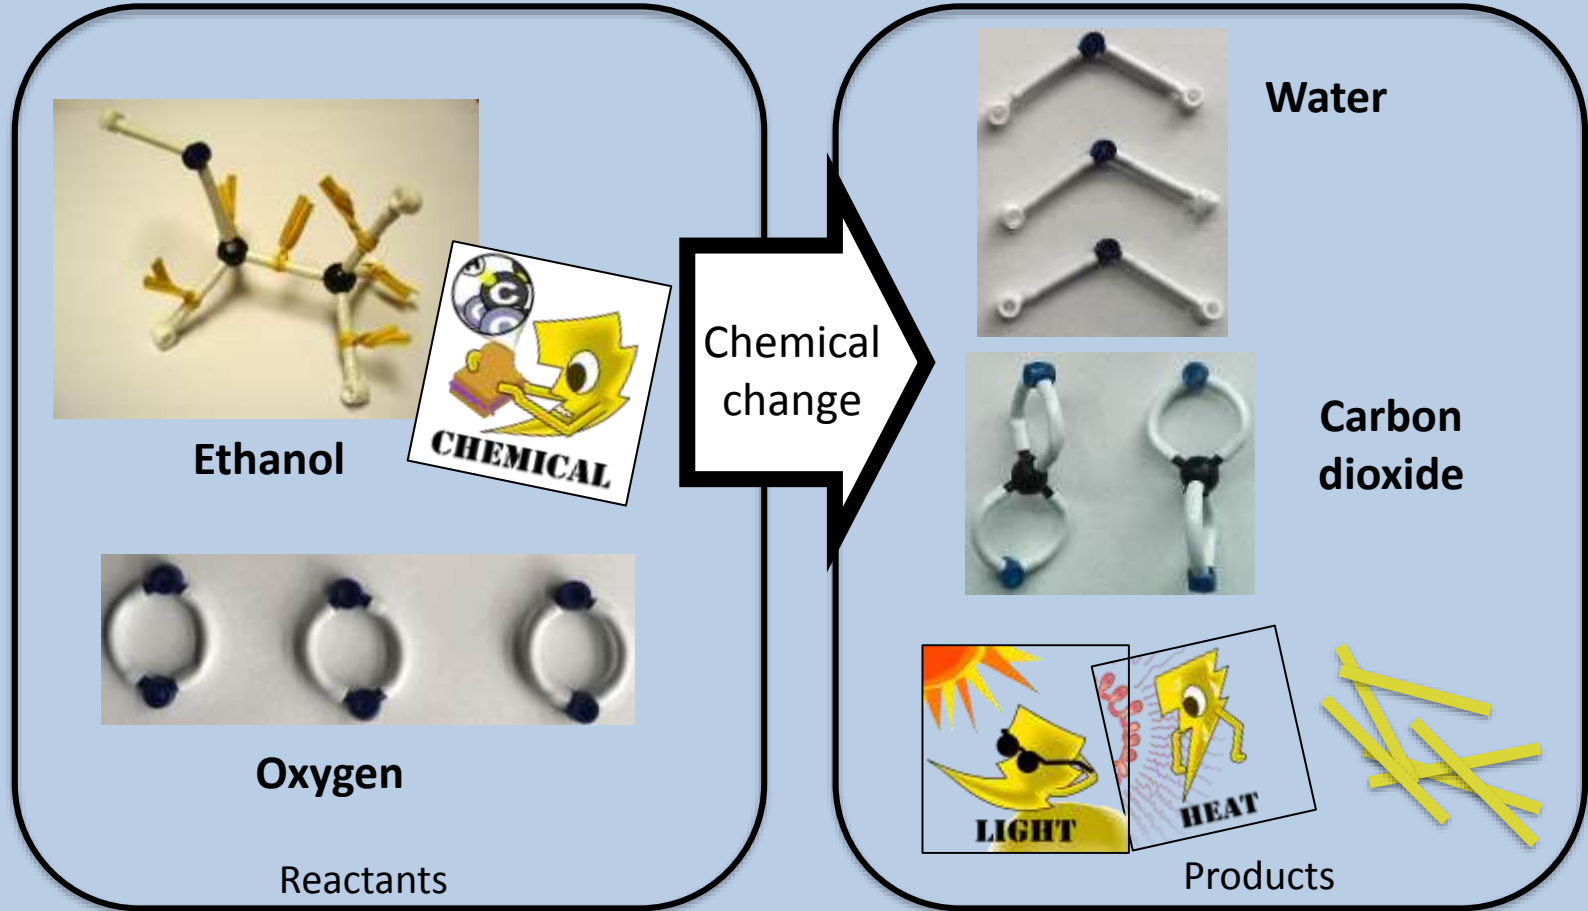 Ethanol
CHEMICAL
C
Oxygen
Reactants
Chemical
change
Water
Carbon
dioxide
LIGHT
HEAT
Products